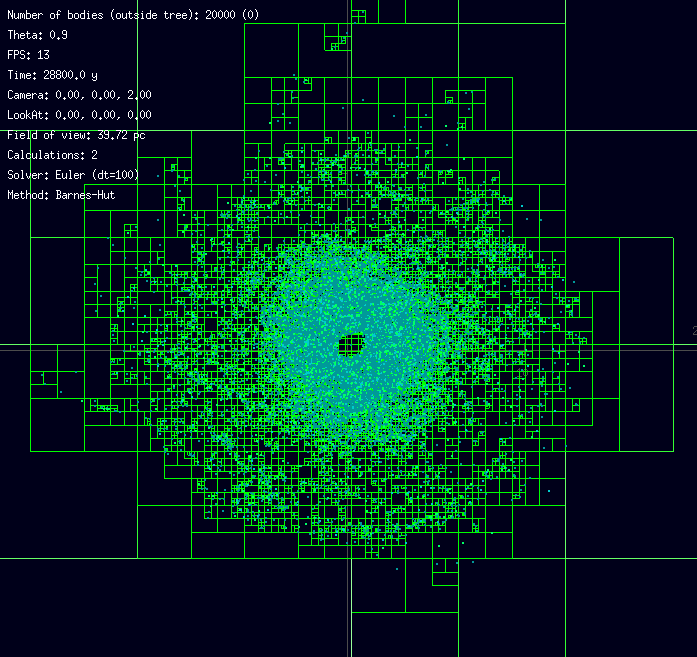 Number of bodies (outside tree): 20000 (0)
Theta: 0.9
FPS: 13
Time: 28800.0 y
Camera: 0.00, 0.00, 2.00
LookAt: 0.00, 0.00, 0.00
Field of view: 39.72 pc
Calculations: 2
Solver: Euler (dt=100)
Method: Barnes-Hut
2